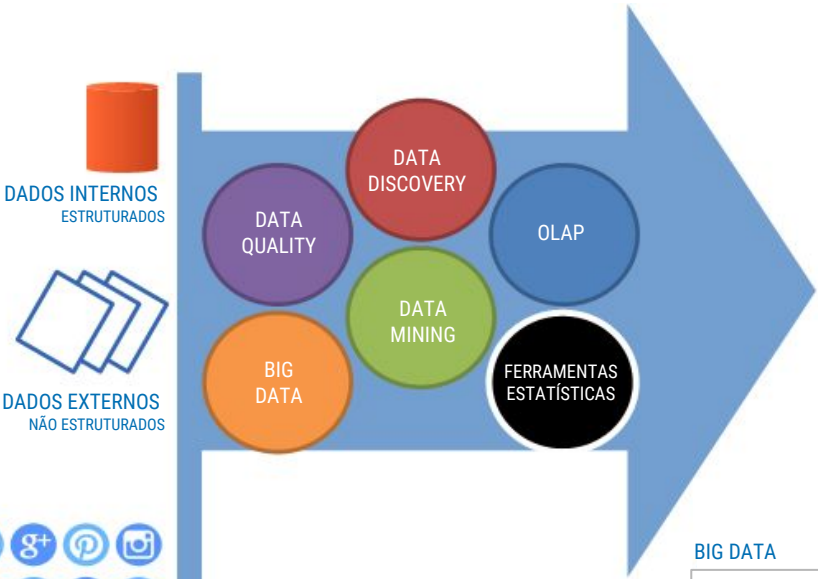 DADOS INTERNOS
ESTRUTURADOS
DADOS EXTERNOS
NÃO ESTRUTURADOS
DATA
QUALITY
BIG
DATA
DATA
DISCOVERY
DATA
MINING
OLAP
FERRAMENTAS
ESTATÍSTICAS
g+
BIG DATA